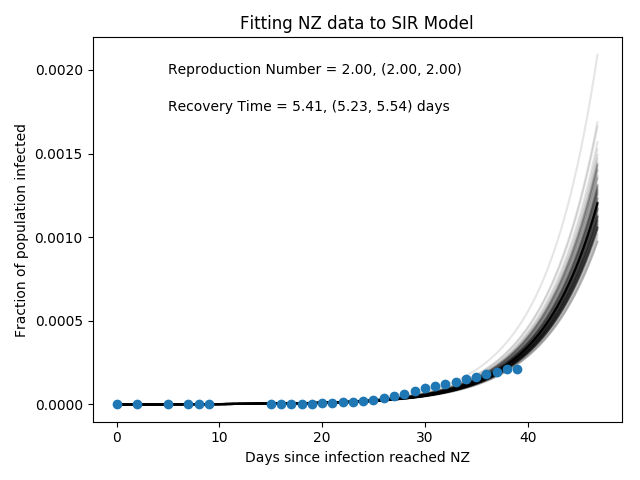 Fitting NZ data to SIR Model
Reproduction Number = 2.00, (2.00, 2.00)
Recovery Time = 5.41, (5.23, 5.54) days
Fraction of population infected
0.0020
0.0015
0.0010
0.0005
0.0000
0 10 20 30 40
Days since infection reached NZ